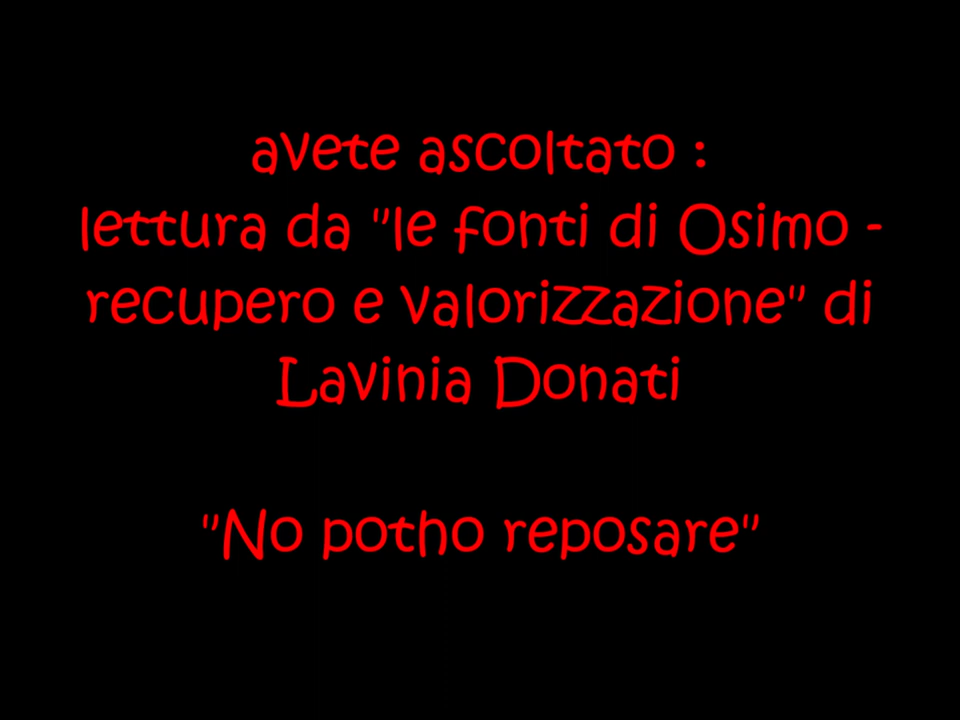 avete ascoltato :
lettura da "le fonti di Osimo -
recupero e valorizzazione" di
Lavinia Donati
"No potho reposare"